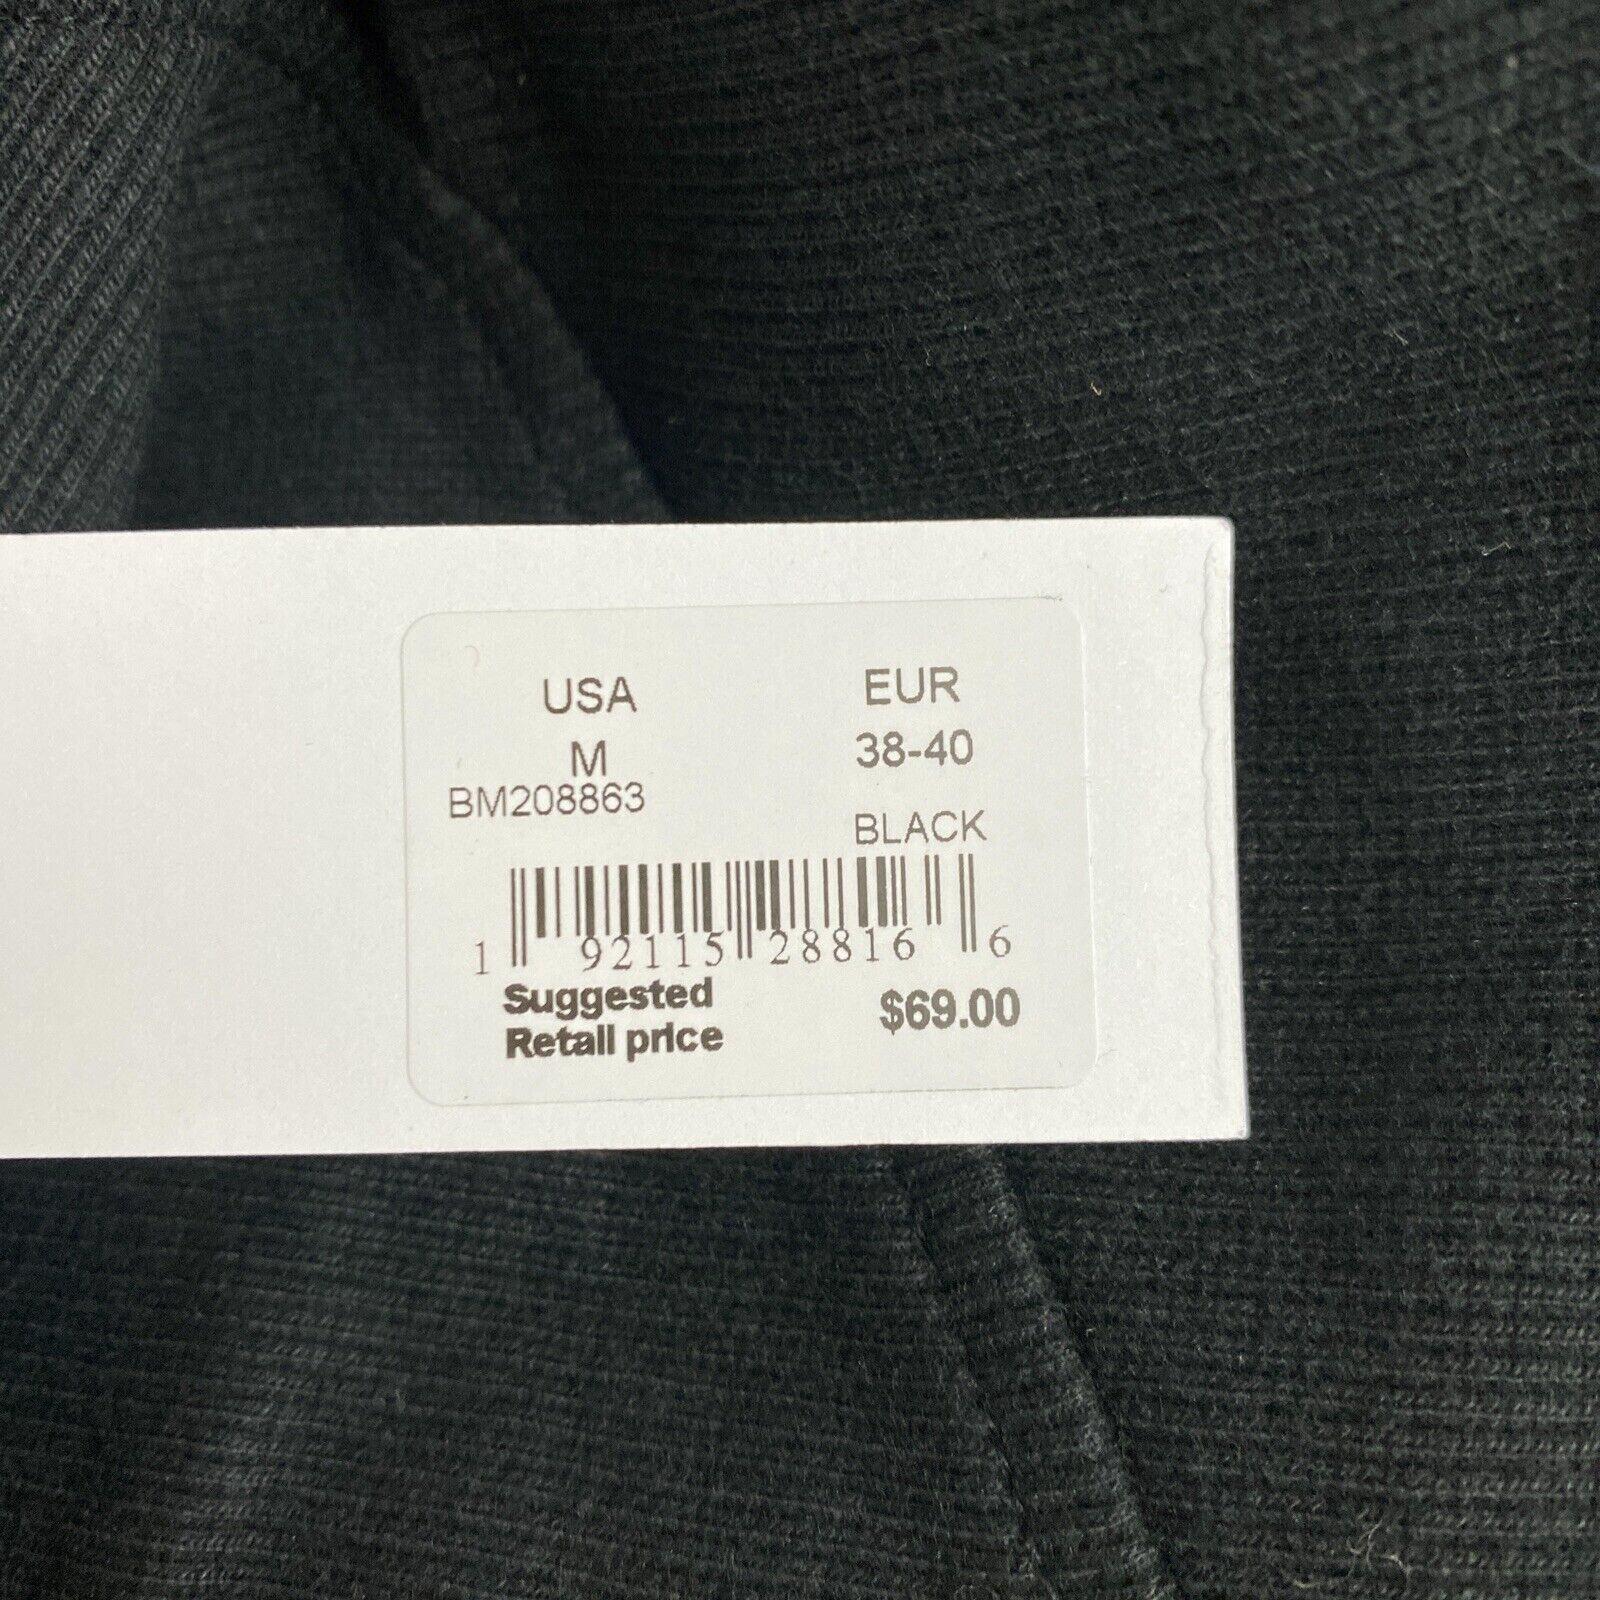 USA EUR
M 38-40
BM208863
BLACK
1 92115 28816 6
Suggested
Retail price $69.00